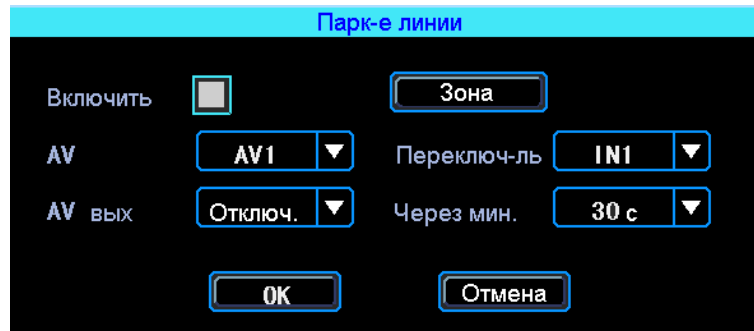 Парк-е линии
Включить Зона
AV AV1 Переключ-ль IN1
AV вых Отключ. Через мин. 30 с
OK Отмена